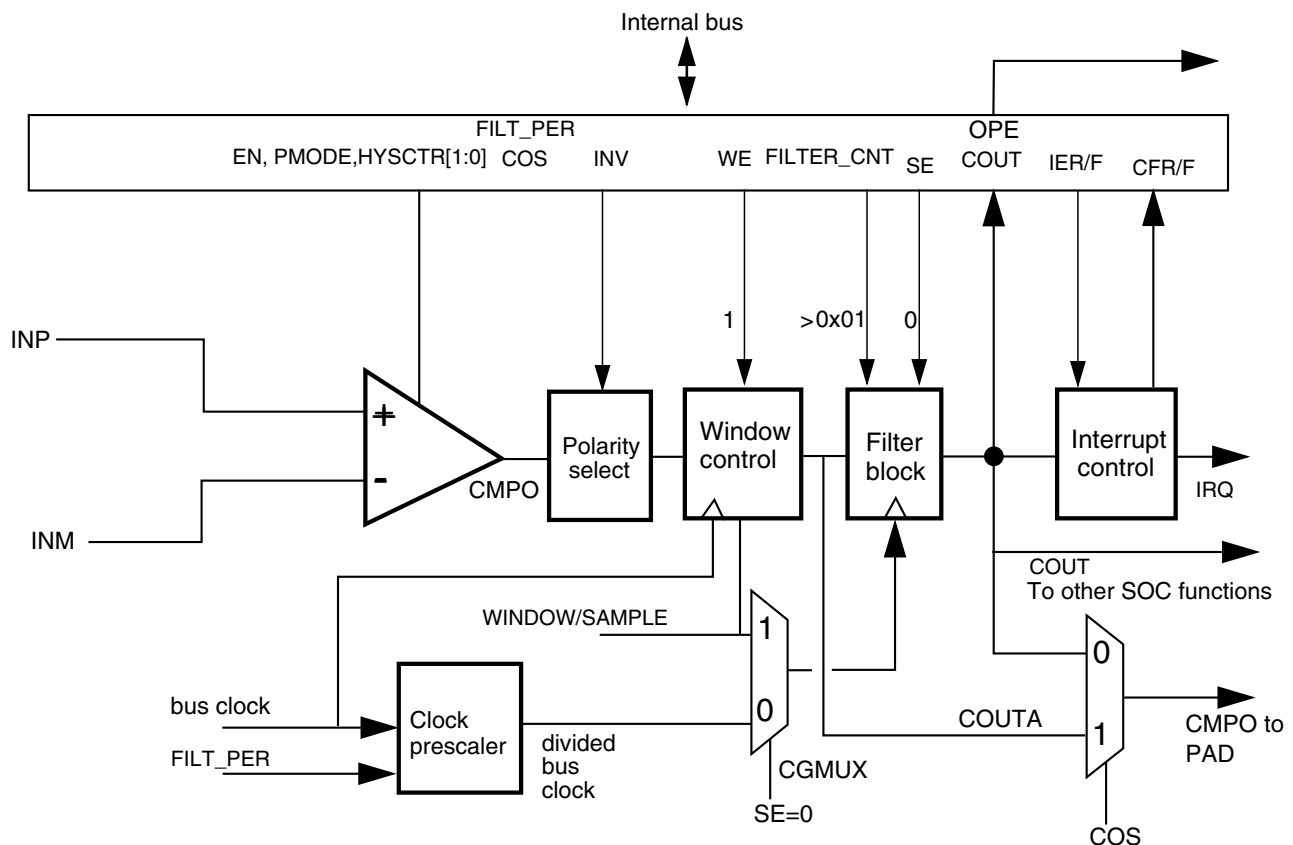 Internal bus
FILT_PER
OPE
EN, PMODE,HYSCTR[1:0]
COS
INV
WE
FILTER_CNT
SE
COUT
IER/F
CFR/F
1
>0x01
0
INP
+
-
INM
CMPO
Polarity
select
Window
control
Filter
block
Interrupt
control
IRQ
COUT
To other SOC functions
WINDOW/SAMPLE
1
0
bus clock
FILT_PER
Clock
prescaler
divided
bus
clock
CGMUX
SE=0
COUTA
0
1
CMPO to
PAD
COS